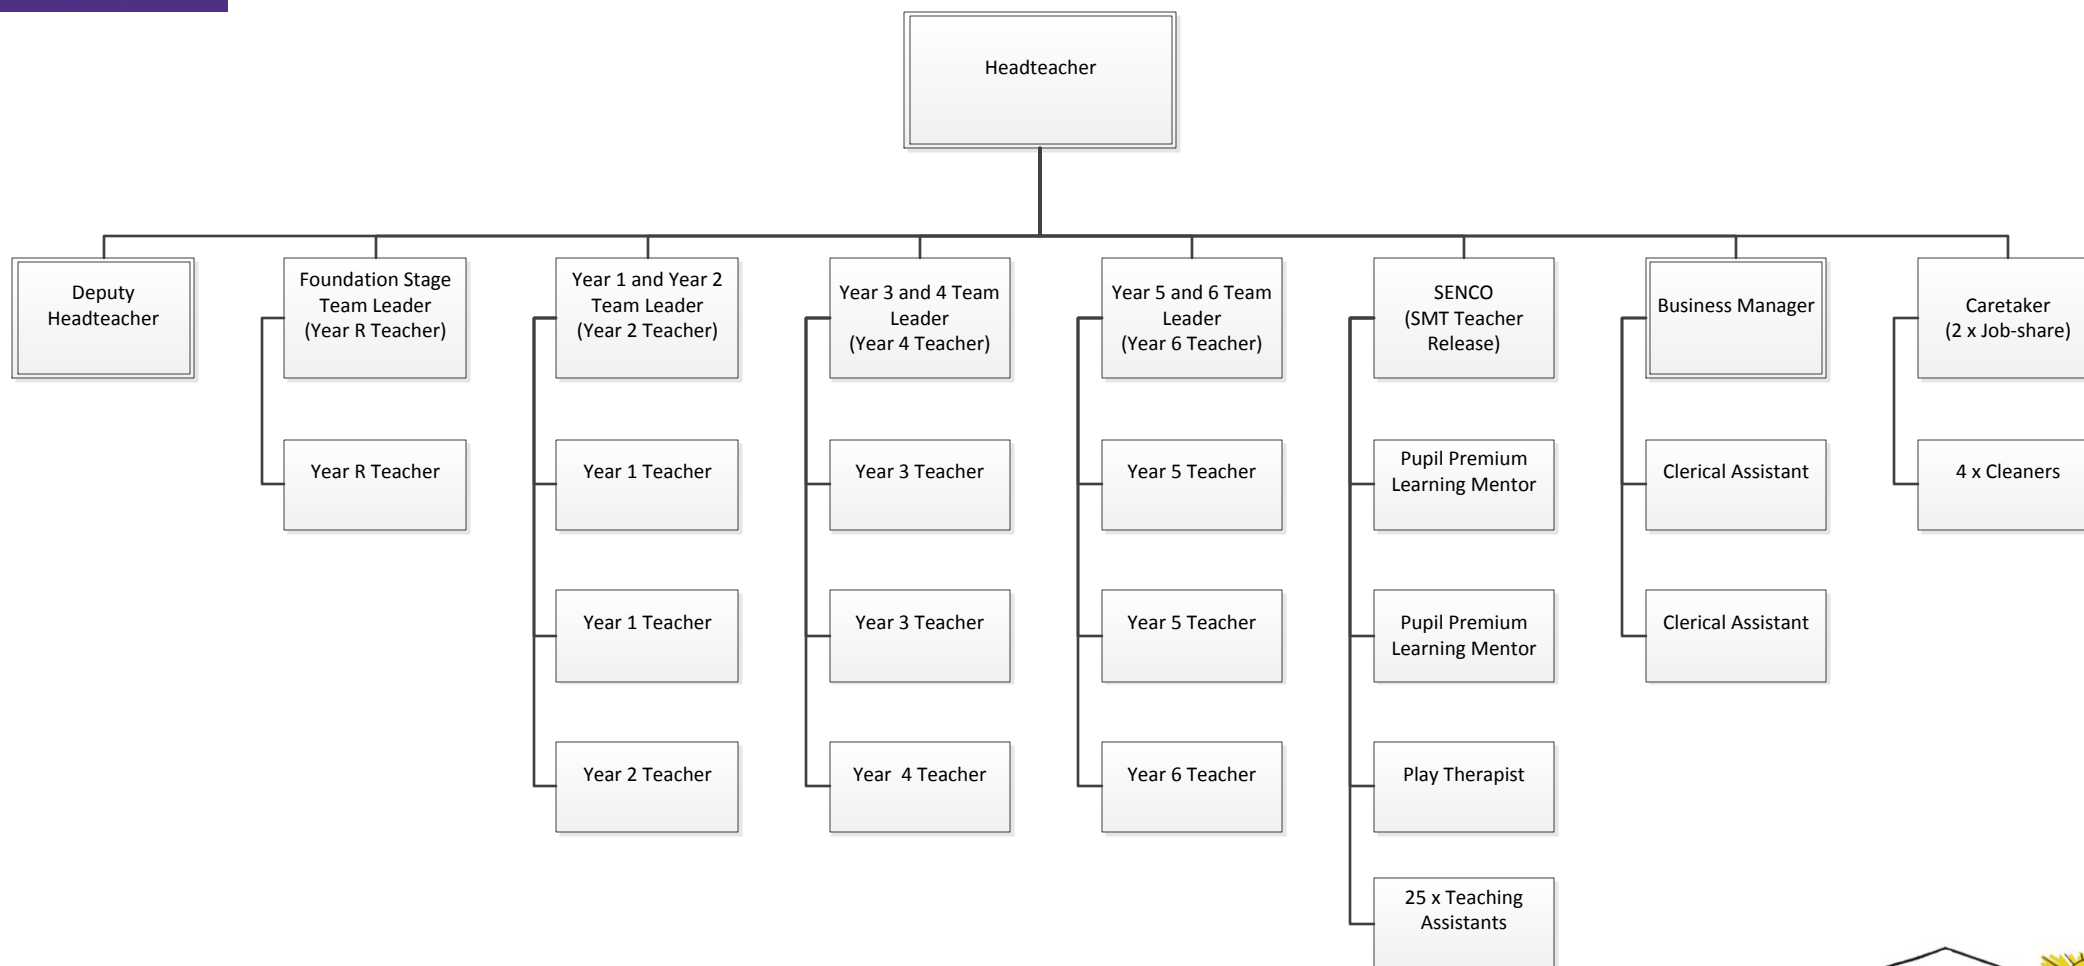 Headteacher
Deputy
Headteacher
Foundation Stage
Team Leader
(Year R Teacher)
Year 1 and Year 2
Team Leader
(Year 2 Teacher)
Year 3 and 4 Team
Leader
(Year 4 Teacher)
Year 5 and 6 Team
Leader
(Year 6 Teacher)
SENCO
(SMT Teacher
Release)
Business Manager
Caretaker
(2 x Job-share)
Year R Teacher
Year 1 Teacher
Year 3 Teacher
Year 5 Teacher
Pupil Premium
Learning Mentor
Clerical Assistant
4 x Cleaners
Year 1 Teacher
Year 3 Teacher
Year 5 Teacher
Pupil Premium
Learning Mentor
Clerical Assistant
Year 2 Teacher
Year  4 Teacher
Year 6 Teacher
Play Therapist
25 x Teaching
Assistants